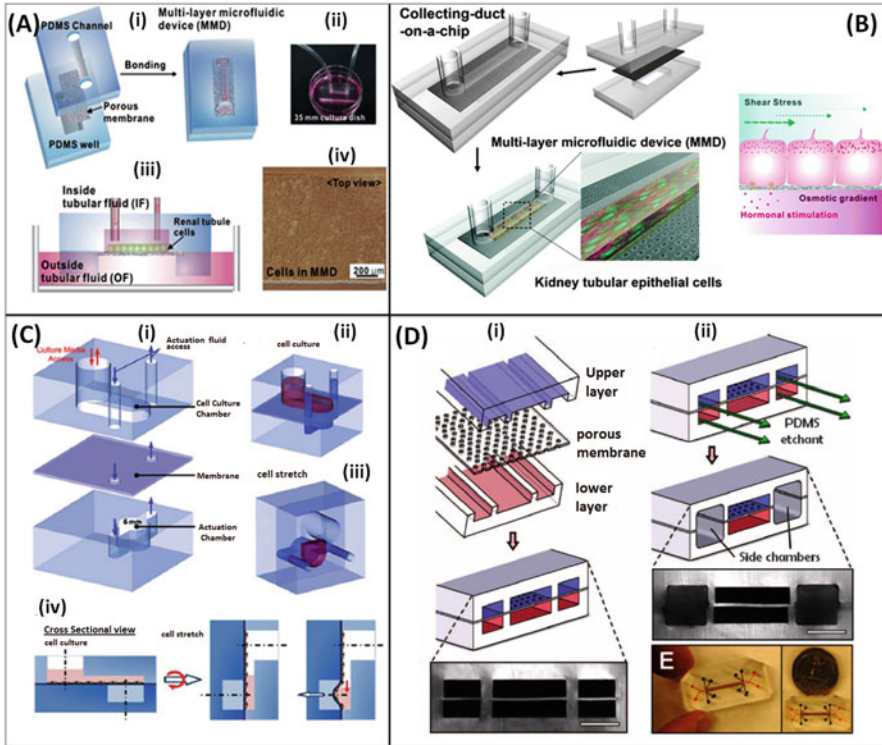 (A)
(i)
PDMS Channel
Bonding
Porous
membrane
PDMS well
Multi-layer microfluidic
device (MMD)
(ii)
35 mm culture dish
(iii)
Inside
tubular fluid (IF)
Renal tubule
cells
Outside
tubular fluid (OF)
(iv)
<Top view>
Cells in MMD
200 μm
(B)
Collecting-duct
-on-a-chip
Multi-layer microfluidic device (MMD)
Kidney tubular epithelial cells
Shear Stress
Osmotic gradient
Hormonal stimulation
(C)
(i)
Culture Media
Access
Actuation fluid
access
Cell Culture
Chamber
Membrane
6 mm
Actuation
Chamber
(ii)
cell culture
(iii)
cell stretch
(iv)
Cross Sectional view
cell culture
cell stretch
(D)
(i)
Upper
layer
porous
membrane
lower
layer
(ii)
PDMS
etchant
Side chambers
E